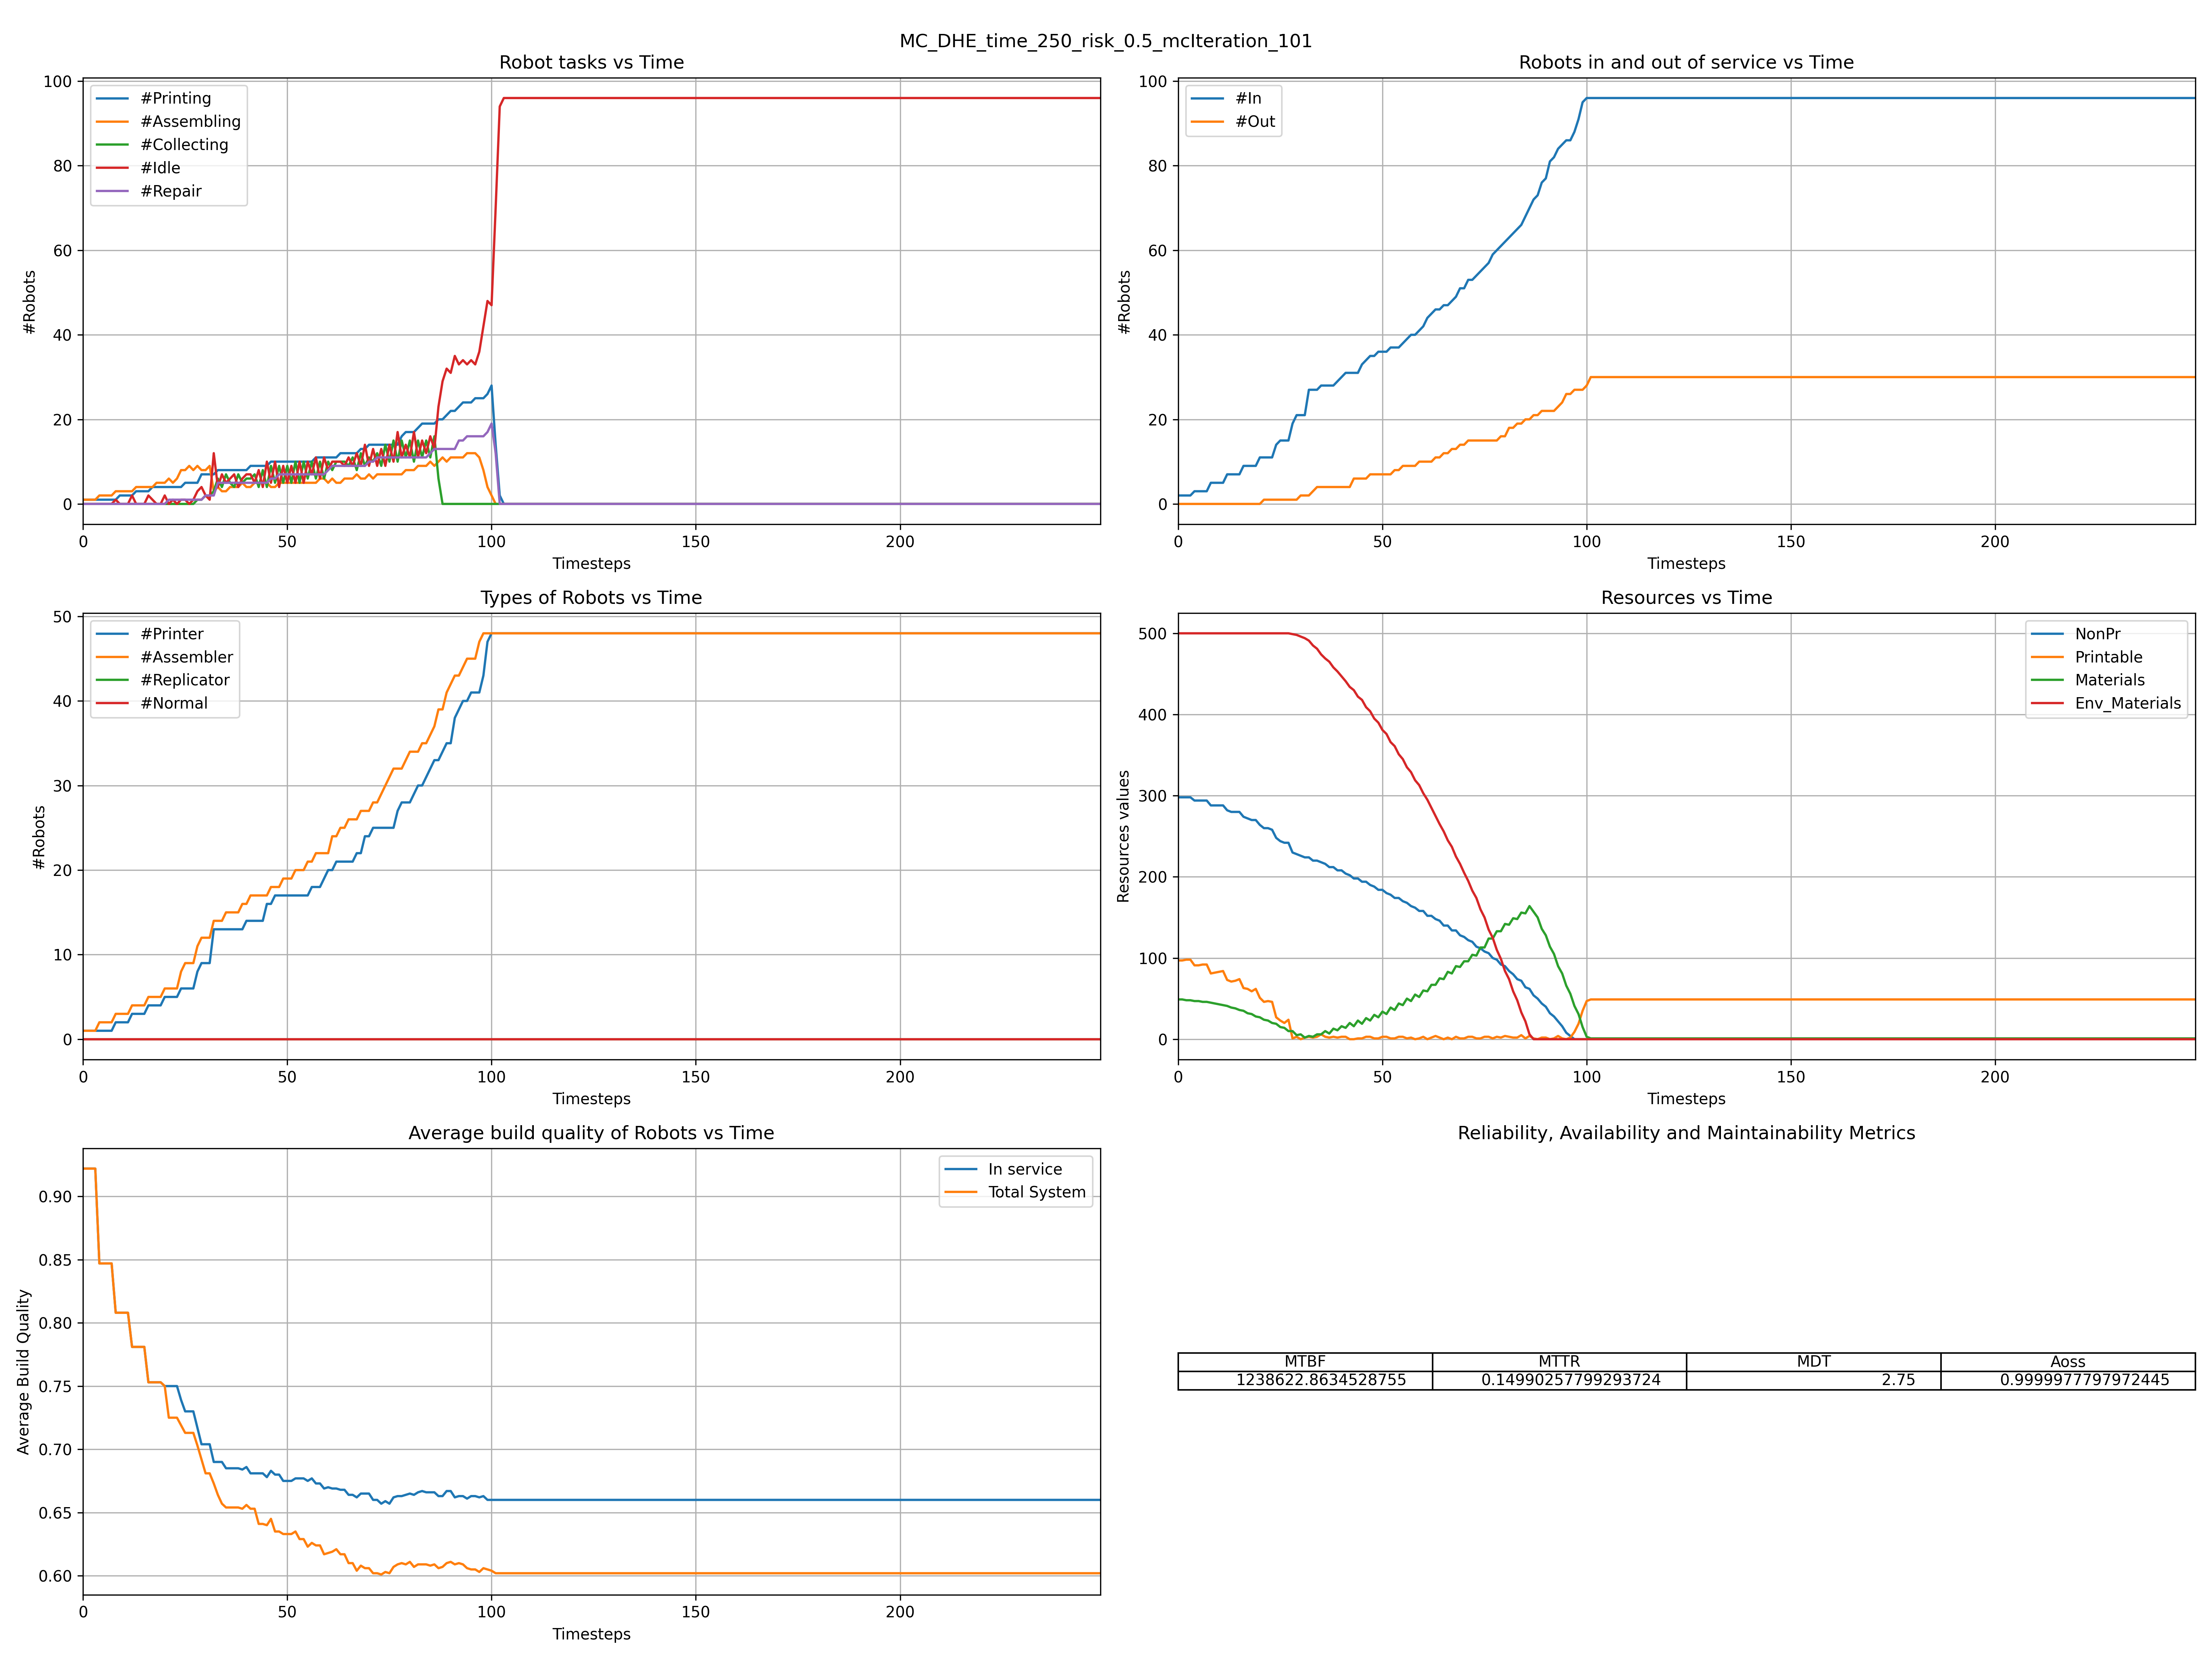 MC_DHE_time_250_risk_0.5_mcIteration_101
Robot tasks vs Time
#Robots
100
80
60
40
20
0
#Printing
#Assembling
#Collecting
#Idle
#Repair
0 50 100 150 200
Timesteps
Robots in and out of service vs Time
#Robots
100
80
60
40
20
0
#In
#Out
0 50 100 150 200
Timesteps
Types of Robots vs Time
#Robots
50
40
30
20
10
0
#Printer
#Assembler
#Replicator
#Normal
0 50 100 150 200
Timesteps
Resources vs Time
Resources values
500
400
300
200
100
0
NonPr
Printable
Materials
Env_Materials
0 50 100 150 200
Timesteps
Average build quality of Robots vs Time
Average Build Quality
0.90
0.85
0.80
0.75
0.70
0.65
0.60
In service
Total System
0 50 100 150 200
Timesteps
Reliability, Availability and Maintainability Metrics
MTBF MTTR MDT Aoss
1238622.8634528755 0.14990257799293724 2.75 0.9999977797972445